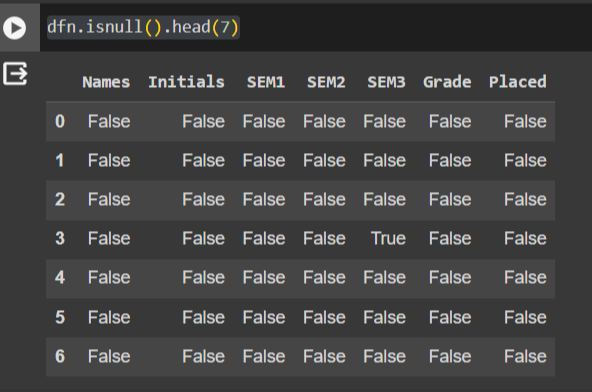 dfn.isnull().head(7)
Names Initials SEM1 SEM2 SEM3 Grade Placed
0 False False False False False False False
1 False False False False False False False
2 False False False False False False False
3 False False False False True False False
4 False False False False False False False
5 False False False False False False False
6 False False False False False False False